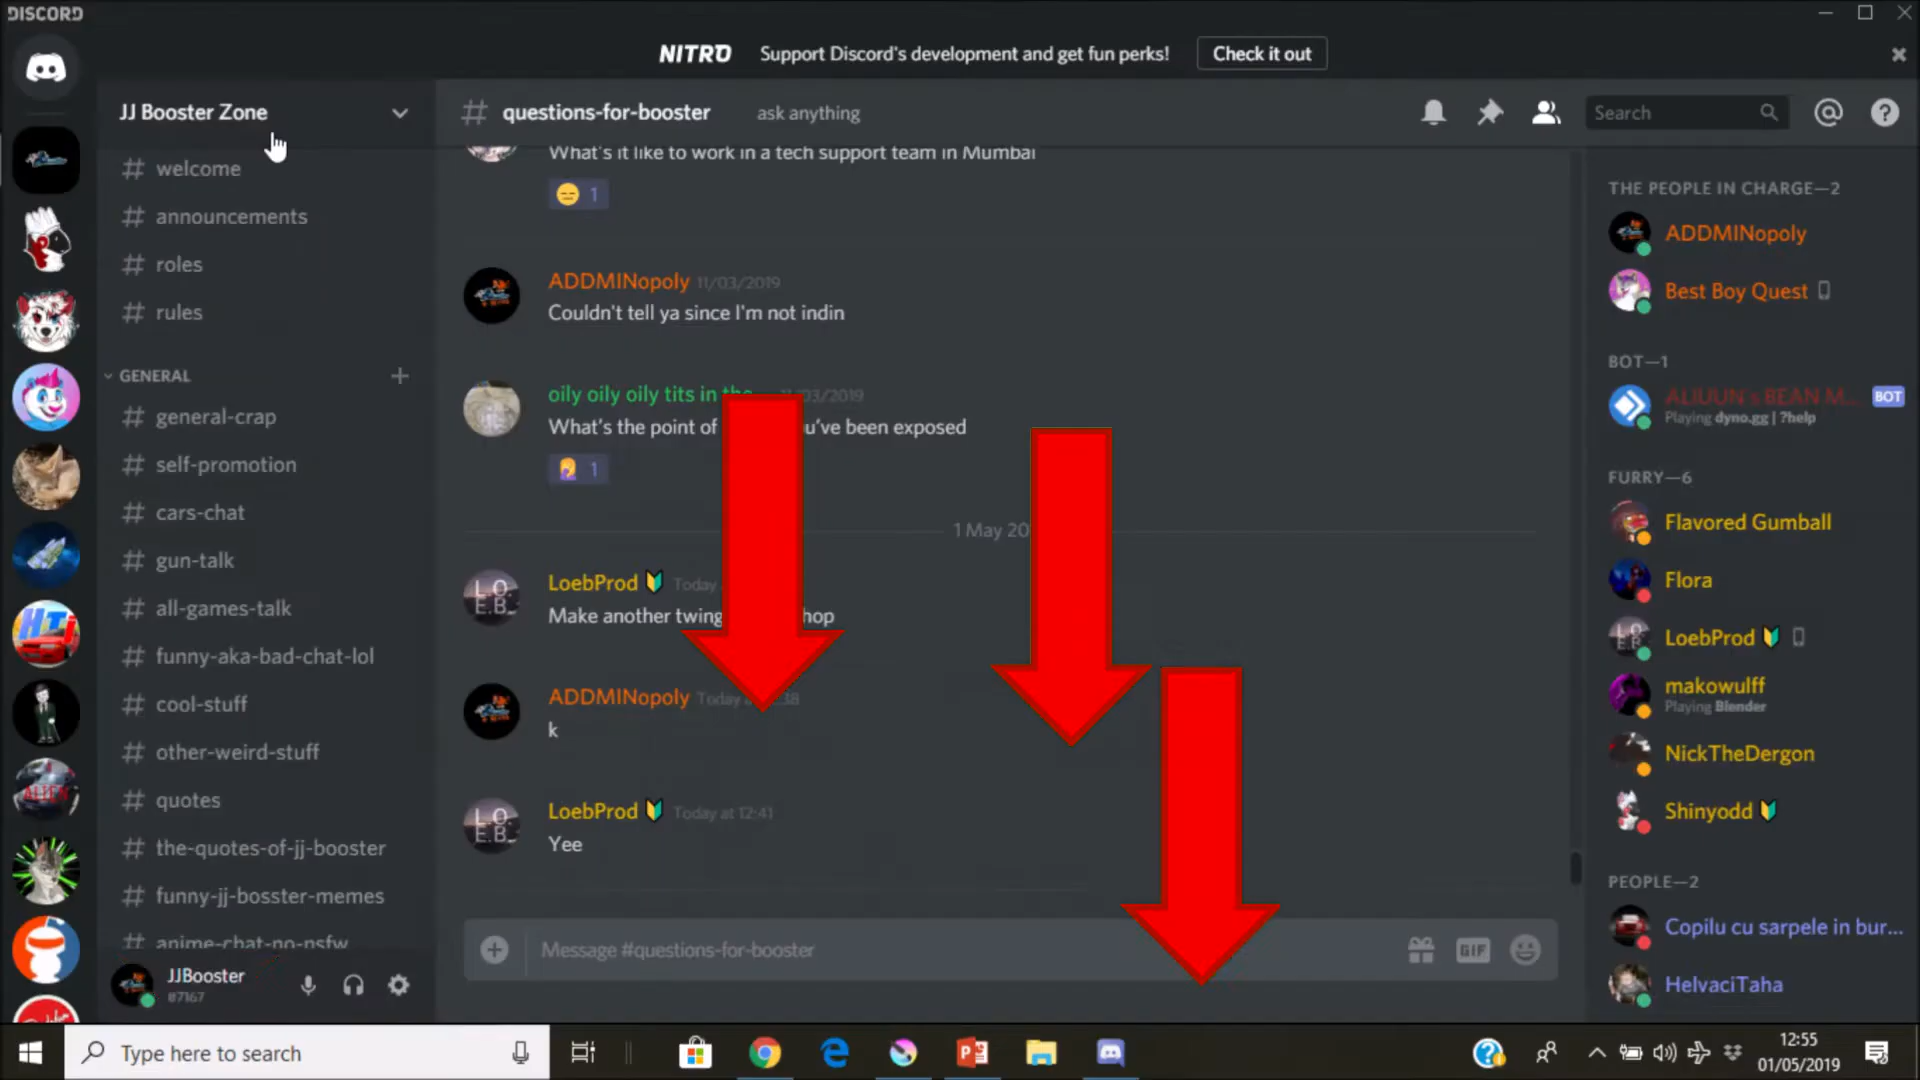 DISCORD
NITRO Support Discord's development and get fun perks! Check it out
JJ Booster Zone
welcome
announcements
roles
rules
GENERAL
general-crap
self-promotion
cars-chat
gun-talk
all-games-talk
funny-aka-bad-chat-lol
cool-stuff
other-weird-stuff
quotes
the-quotes-of-jj-booster
funny-jj-bosster-memes
anime-chat-no-nsfw
JJBooster
#7167
questions-for-booster ask anything
Search
What's it like to work in a tech support team in Mumbai
1
ADDMINopoly 11/03/2019
Couldn't tell ya since I'm not indin
oily oily oily tits in the 03/2019
What's the point of u've been exposed
1
1 May 20
LoebProd Today
Make another twing hop
ADDMINopoly Today 38
k
LoebProd Today at 12:41
Yee
Message #questions-for-booster
GIF
THE PEOPLE IN CHARGE—2
ADDMINopoly
Best Boy Quest
BOT—1
BEAN M... BOT
Playing dyno.gg | ?help
FURRY—6
Flavored Gumball
Flora
LoebProd
makowulff
Playing Blender
NickTheDergon
Shinyodd
PEOPLE—2
Copilu cu sarpele in bur...
HelvaciTaha
HTJ
ALIEN
L.O.
E.B.
Type here to search
12:55
01/05/2019